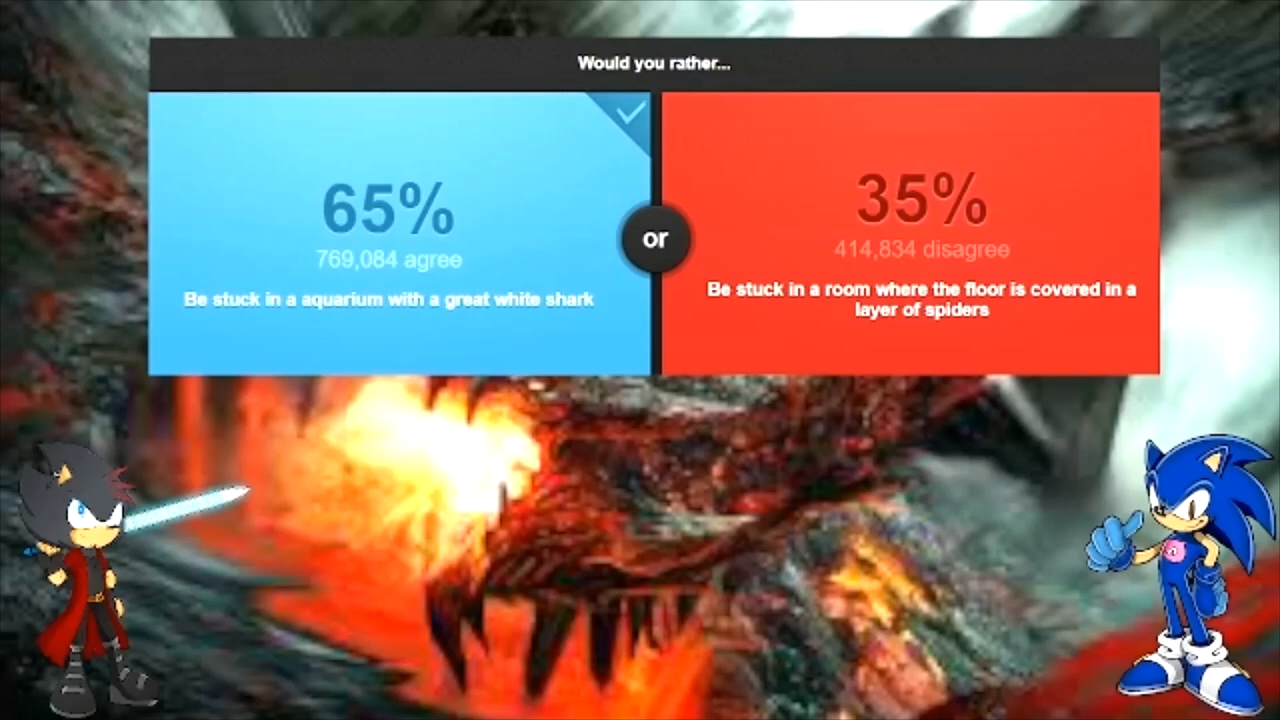 Would you rather...
65%
769,084 agree
Be stuck in a aquarium with a great white shark
or
35%
414,834 disagree
Be stuck in a room where the floor is covered in a
layer of spiders